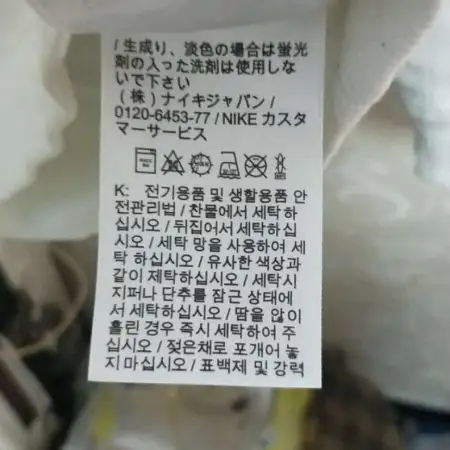 / 生成り、淡色の場合は蛍光
剤の入った洗剤は使用しな
いで下さい
(株) ナイキジャパン /
0120-6453-77 / NIKE カスタ
マーサービス
K: 전기용품 및 생활용품 안
전관리법 / 찬물에서 세탁하
십시오 / 뒤집어서 세탁하십
시오 / 세탁 망을 사용하여 세
탁 하십시오 / 유사한 색상과
같이 제탁하십시오 / 세탁시
지퍼나 단추를 잠근 상태에
서 세탁하십시오 / 땀을 많이
흘린 경우 즉시 세탁하여 주
십시오 / 젖은채로 포개어 놓
지 마십시오 / 표백제 및 강력